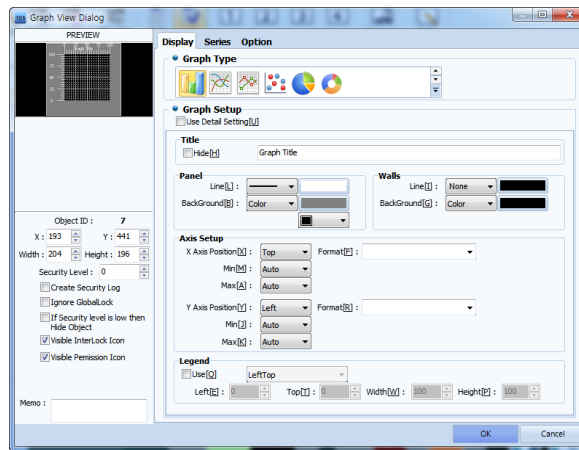 Graph View Dialog
PREVIEW
Object ID : 7
X : 193 Y : 441
Width : 204 Height : 196
Security Level : 0
Create Security Log
Ignore GlobalLock
If Security level is low then
Hide Object
Visible InterLock Icon
Visible Pemission Icon
Memo :
Display Series Option
Graph Type
Graph Setup
Use Detail Setting[U]
Title
Hide[H] Graph Title
Panel
Line[L] :
BackGround[B] : Color
Walls
Line[I] : None
BackGround[G] : Color
Axis Setup
X Axis Position[X] : Top Format[F] :
Min[M] : Auto
Max[A] : Auto
Y Axis Position[Y] : Left Format[R] :
Min[J] : Auto
Max[K] : Auto
Legend
Use[O] LeftTop
Left[E] : 0 Top[T] : 0 Width[W] : 100 Height[P] : 100
OK Cancel